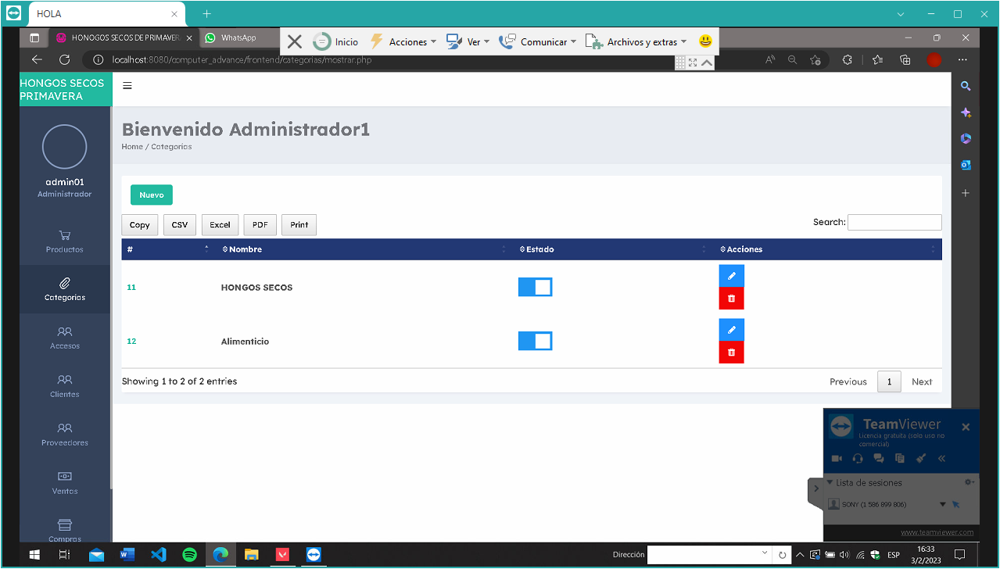 HOLA
HONOGOS SECOS DE PRIMAVER
WhatsApp
Inicio
Acciones
Ver
Comunicar
Archivos y extras
localhost:8080/computer_advance/frontend/categorias/mostrar.php
HONGOS SECOS
PRIMAVERA
Bienvenido Administrador1
Home / Categorias
admin01
Administrador
Productos
Categorias
Accesos
Clientes
Proveedores
Ventas
Compras
Nuevo
Copy CSV Excel PDF Print
Search:
# Nombre Estado Acciones
11 HONGOS SECOS
12 Alimenticio
Showing 1 to 2 of 2 entries
Previous 1 Next
TeamViewer
Licencia gratuita (solo uso no
comercial)
Lista de sesiones
SONY (1 586 899 806)
www.teamviewer.com
Dirección
ESP
16:33
3/2/2023